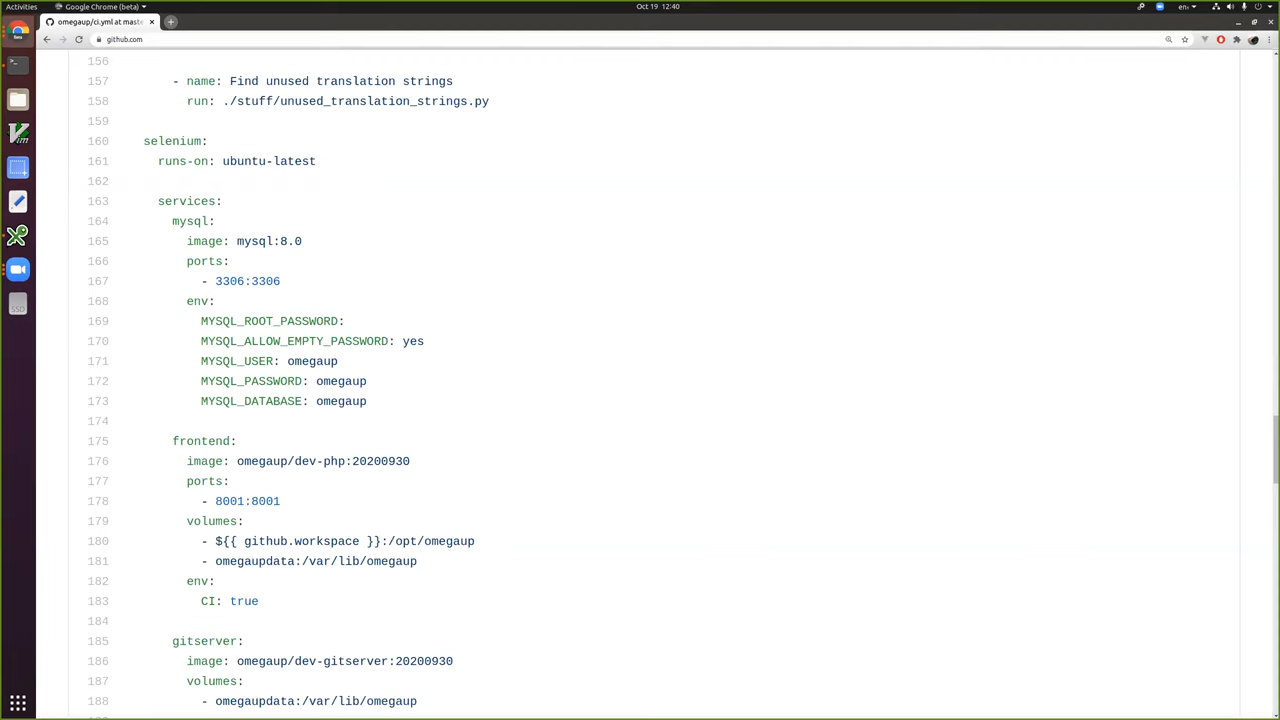 Activities
Google Chrome (beta)
Oct 19 12:40
en
omegaup/ci.yml at maste
github.com
156
157 - name: Find unused translation strings
158 run: ./stuff/unused_translation_strings.py
159
160 selenium:
161 runs-on: ubuntu-latest
162
163 services:
164 mysql:
165 image: mysql:8.0
166 ports:
167 - 3306:3306
168 env:
169 MYSQL_ROOT_PASSWORD:
170 MYSQL_ALLOW_EMPTY_PASSWORD: yes
171 MYSQL_USER: omegaup
172 MYSQL_PASSWORD: omegaup
173 MYSQL_DATABASE: omegaup
174
175 frontend:
176 image: omegaup/dev-php:20200930
177 ports:
178 - 8001:8001
179 volumes:
180 - ${{ github.workspace }}:/opt/omegaup
181 - omegaupdata:/var/lib/omegaup
182 env:
183 CI: true
184
185 gitserver:
186 image: omegaup/dev-gitserver:20200930
187 volumes:
188 - omegaupdata:/var/lib/omegaup